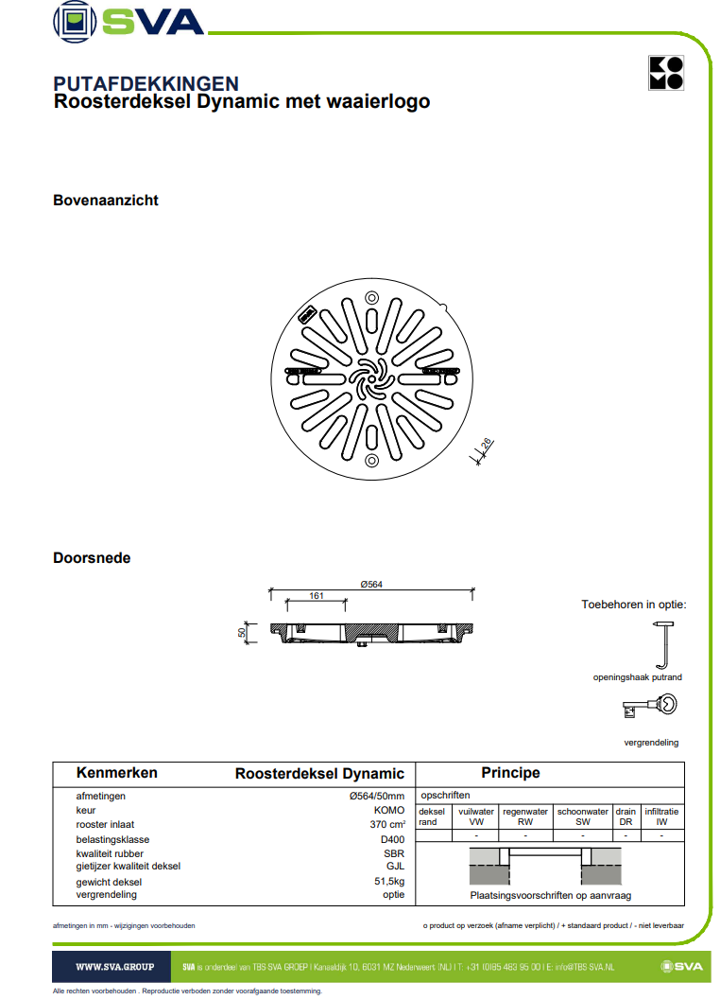 SVA
KOMO
PUTAFDEKKINGEN
Roosterdeksel Dynamic met waaierlogo
Bovenaanzicht
26
Doorsnede
Ø564
161
50
Toebehoren in optie:
openingshaak putrand
vergrendeling
Kenmerken Roosterdeksel Dynamic
afmetingen Ø564/50mm
keur KOMO
rooster inlaat 370 cm²
belastingsklasse D400
kwaliteit rubber SBR
gietijzer kwaliteit deksel GJL
gewicht deksel 51,5kg
vergrendeling optie
Principe
opschriften
deksel vuilwater regenwater schoonwater drain infiltratie
rand VW RW SW DR IW
- - - - -
Plaatsingsvoorschriften op aanvraag
afmetingen in mm - wijzigingen voorbehouden
o product op verzoek (afname verplicht) / + standaard product / - niet leverbaar
WWW.SVA.GROUP SVA is onderdeel van TBS SVA GROEP | Kanaaldijk 10, 6031 MZ Nederweert (NL) | T: +31 (0)85 483 95 00 | E: info@TBS SVA.NL SVA
Alle rechten voorbehouden . Reproductie verboden zonder voorafgaande toestemming.